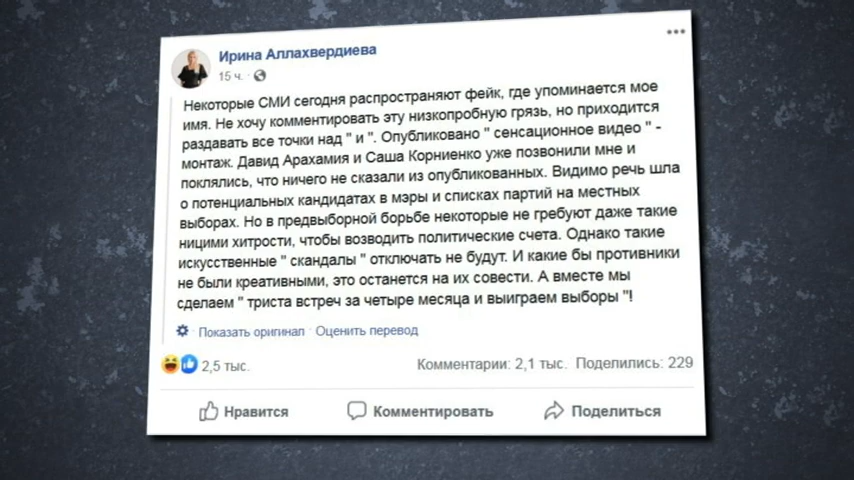 Ирина Аллахвердиева
15 ч.
Некоторые СМИ сегодня распространяют фейк, где упоминается мое
имя. Не хочу комментировать эту низкопробную грязь, но приходится
раздавать все точки над " и ". Опубликовано " сенсационное видео " -
монтаж. Давид Арахамия и Саша Корниенко уже позвонили мне и
поклялись, что ничего не сказали из опубликованных. Видимо речь шла
о потенциальных кандидатах в мэры и списках партий на местных
выборах. Но в предвыборной борьбе некоторые не гребуют даже такие
ницими хитрости, чтобы возводить политические счета. Однако такие
искусственные " скандалы " отключать не будут. И какие бы противники
не были креативными, это останется на их совести. А вместе мы
сделаем " триста встреч за четыре месяца и выиграем выборы "!
Показать оригинал · Оценить перевод
2,5 тыс. Комментарии: 2,1 тыс. Поделились: 229
Нравится Комментировать Поделиться